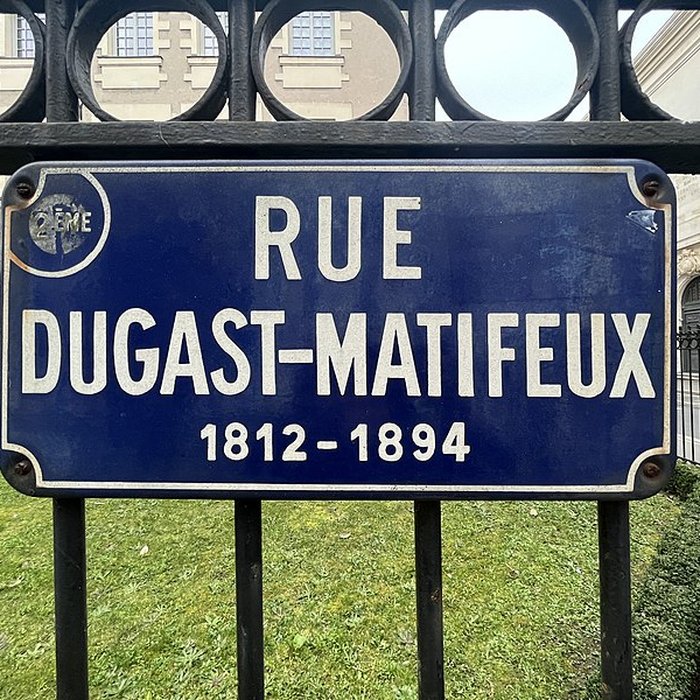 2ÈME
RUE
DUGAST-MATIFEUX
1812-1894